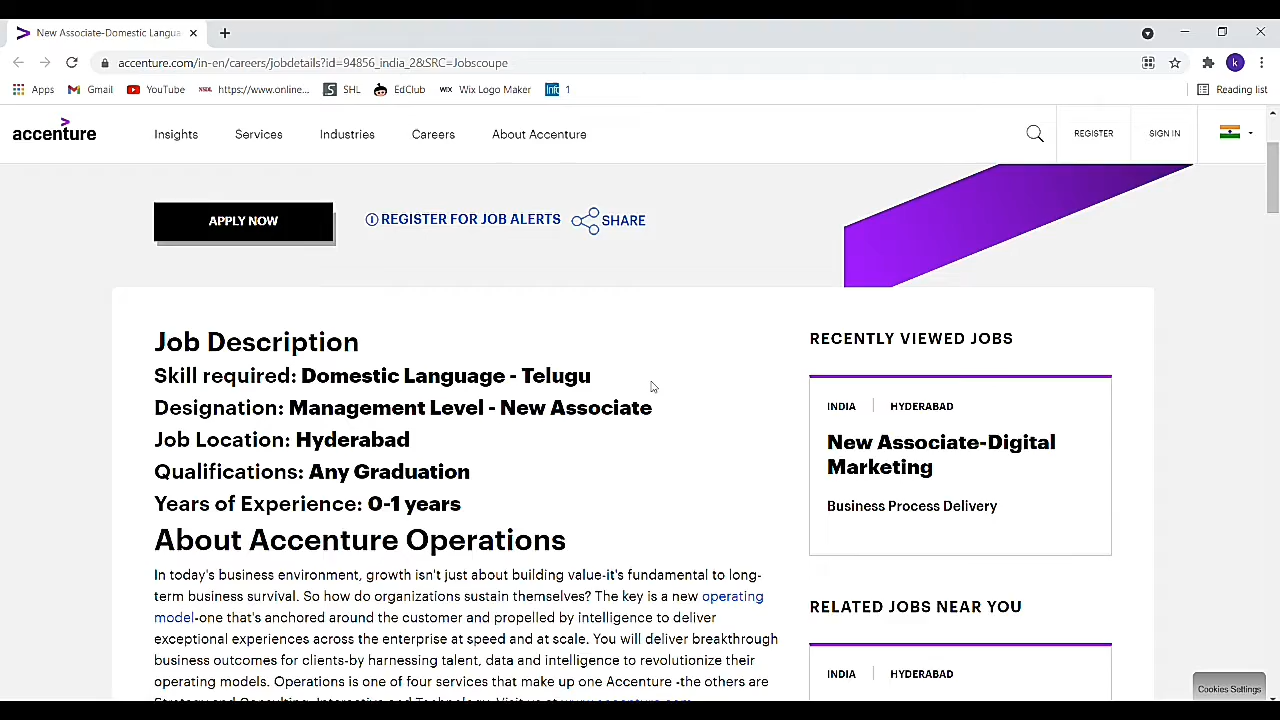 New Associate-Domestic Langua
accenture.com/in-en/careers/jobdetails?id=94856_india_2&SRC=Jobscoupe
k
Apps Gmail YouTube NSDL https://www.online... S SHL EdClub WIX Wix Logo Maker 1 Reading list
accenture Insights Services Industries Careers About Accenture REGISTER SIGN IN
APPLY NOW REGISTER FOR JOB ALERTS SHARE
Job Description
Skill required: Domestic Language - Telugu
Designation: Management Level - New Associate
Job Location: Hyderabad
Qualifications: Any Graduation
Years of Experience: 0-1 years
About Accenture Operations
In today's business environment, growth isn't just about building value-it's fundamental to long-
term business survival. So how do organizations sustain themselves? The key is a new operating
model-one that's anchored around the customer and propelled by intelligence to deliver
exceptional experiences across the enterprise at speed and at scale. You will deliver breakthrough
business outcomes for clients-by harnessing talent, data and intelligence to revolutionize their
operating models. Operations is one of four services that make up one Accenture -the others are
RECENTLY VIEWED JOBS
INDIA HYDERABAD
New Associate-Digital
Marketing
Business Process Delivery
RELATED JOBS NEAR YOU
INDIA HYDERABAD
Cookies Settings